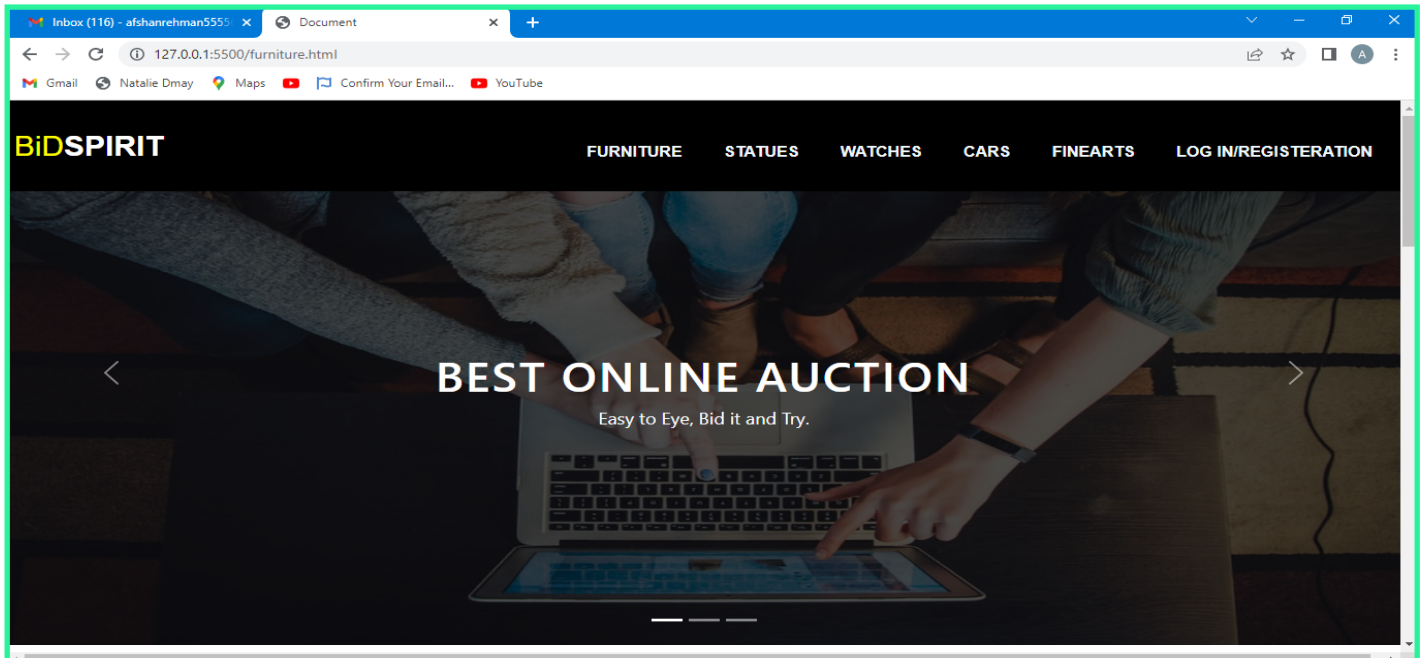 Inbox (116) - afshanrehman5555
Document
127.0.0.1:5500/furniture.html
A
Gmail
Natalie Dmay
Maps
Confirm Your Email...
YouTube
BiDSPIRIT
FURNITURE STATUES WATCHES CARS FINEARTS LOG IN/REGISTERATION
BEST ONLINE AUCTION
Easy to Eye, Bid it and Try.